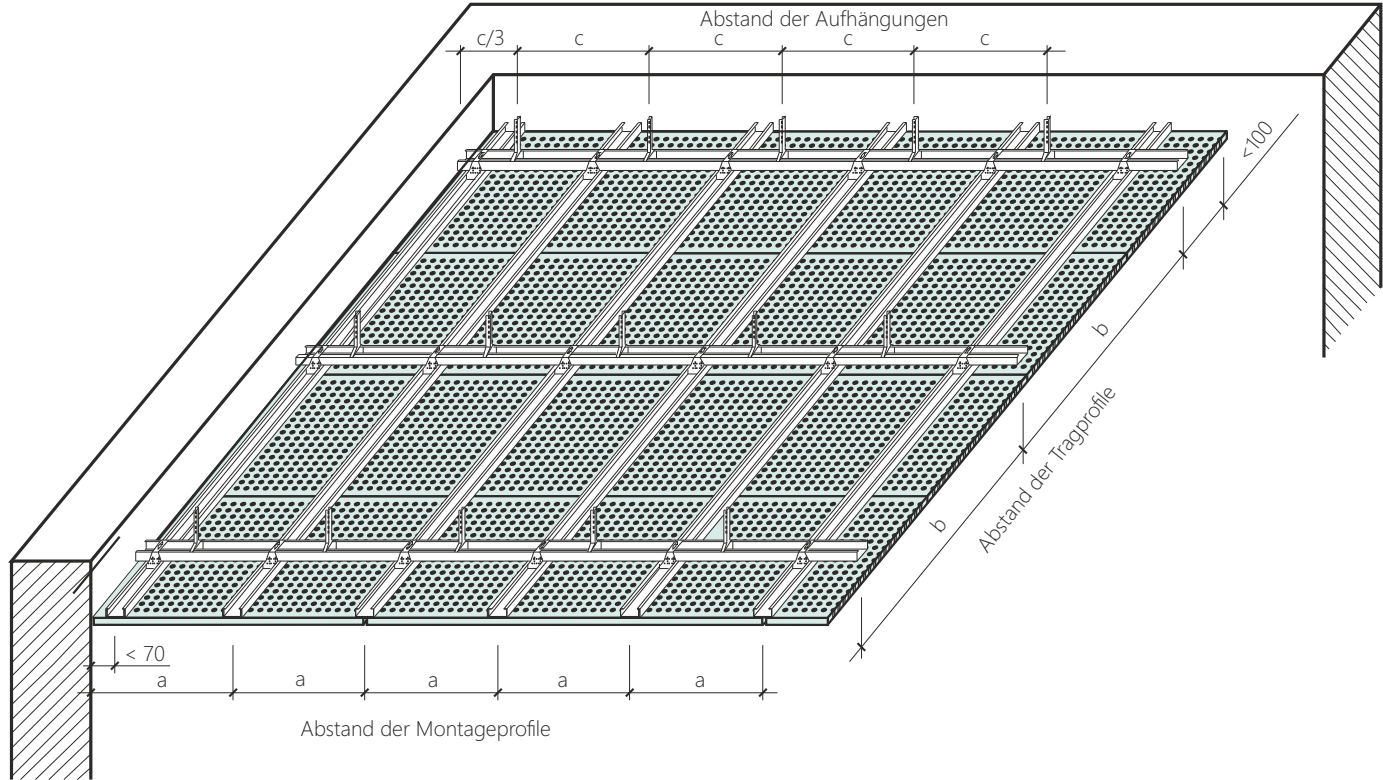 Abstand der Aufhängungen
c/3 c c c c
<100
b
Abstand der Tragprofile
b
< 70
a a a a a
Abstand der Montageprofile